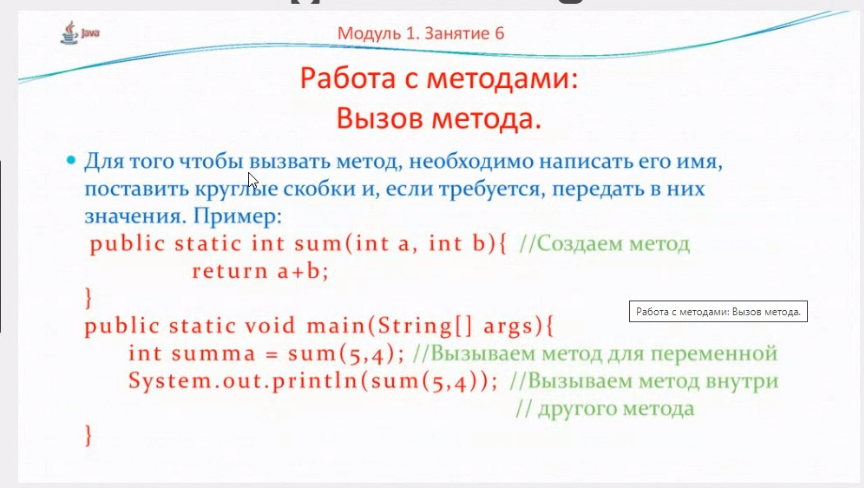 Java
Модуль 1. Занятие 6
Работа с методами:
Вызов метода.
• Для того чтобы вызвать метод, необходимо написать его имя,
поставить круглые скобки и, если требуется, передать в них
значения. Пример:
public static int sum(int a, int b){ //Создаем метод
return a+b;
}
Работа с методами: Вызов метода.
public static void main(String[] args){
int summa = sum(5,4); //Вызываем метод для переменной
System.out.println(sum(5,4)); //Вызываем метод внутри
// другого метода
}